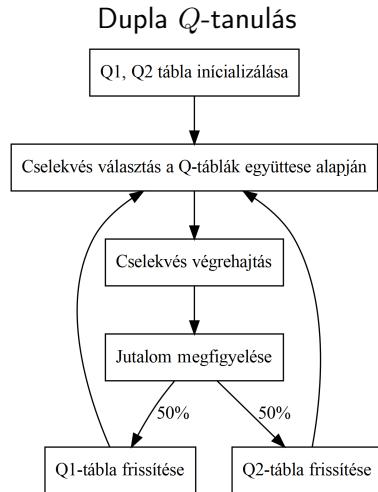 Dupla Q-tanulás
Q1, Q2 tábla inícializálása
Cselekvés választás a Q-táblák együttese alapján
Cselekvés végrehajtás
Jutalom megfigyelése
50%
50%
Q1-tábla frissítése
Q2-tábla frissítése